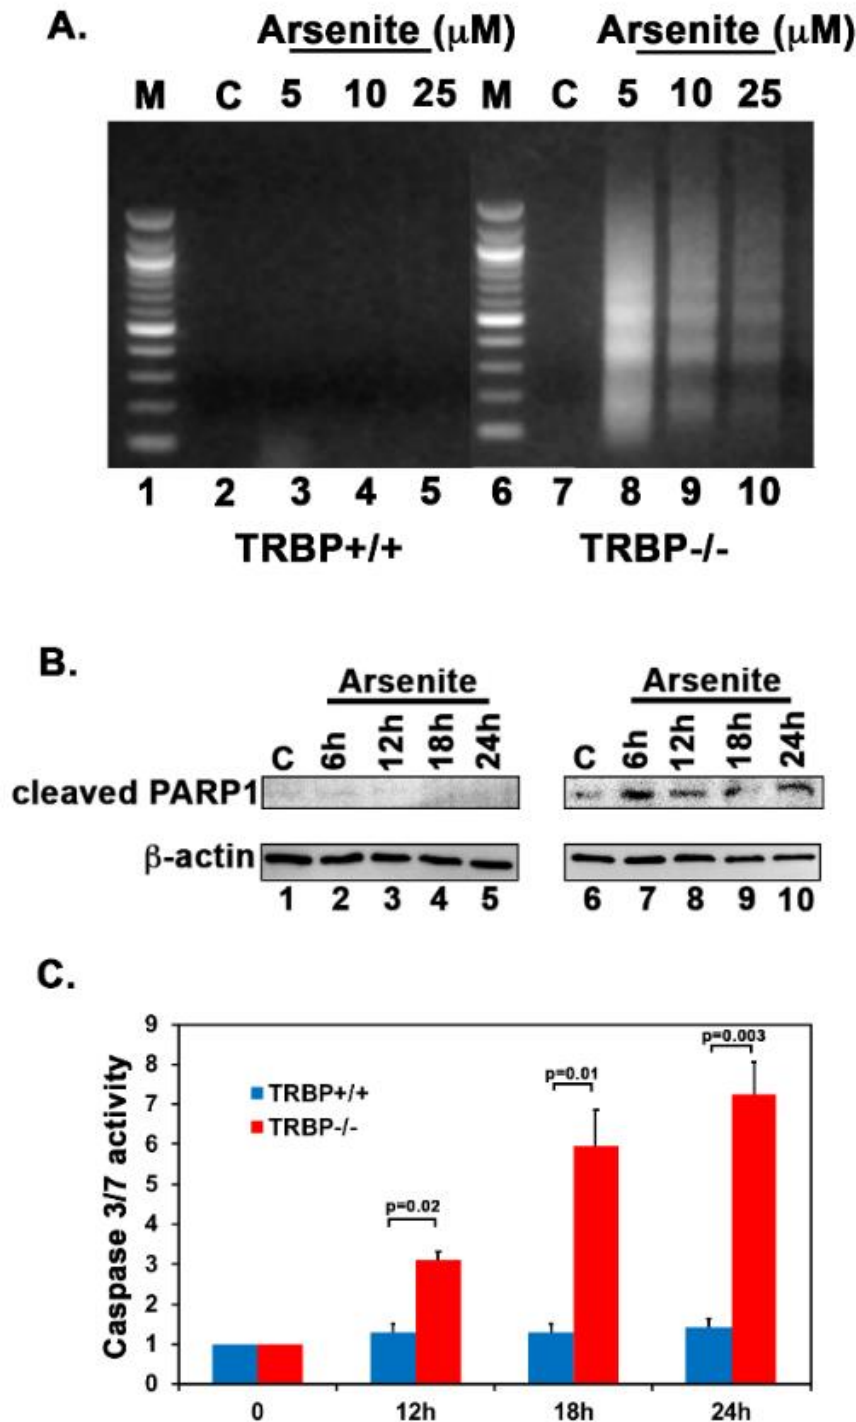 A.
Arsenite (μM) Arsenite (μM)
M C 5 10 25 M C 5 10 25
1 2 3 4 5 6 7 8 9 10
TRBP+/+ TRBP-/-
B.
Arsenite Arsenite
C 6h 12h 18h 24h C 6h 12h 18h 24h
cleaved PARP1
β-actin
1 2 3 4 5 6 7 8 9 10
C.
Caspase 3/7 activity
9
8
7
6
5
4
3
2
1
0
TRBP+/+
TRBP-/-
p=0.02
p=0.01
p=0.003
0 12h 18h 24h